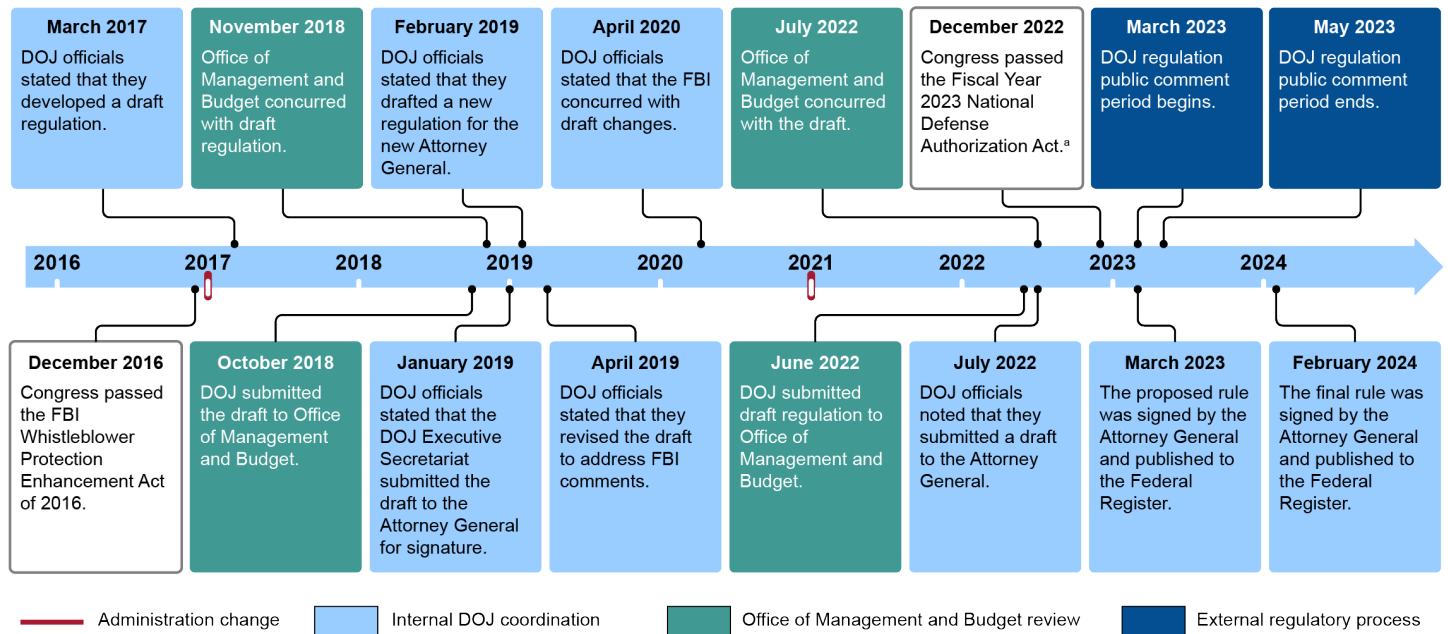 March 2017
DOJ officials
stated that they
developed a draft
regulation.
November 2018
Office of
Management and
Budget concurred
with draft
regulation.
February 2019
DOJ officials
stated that they
drafted a new
regulation for the
new Attorney
General.
April 2020
DOJ officials
stated that the FBI
concurred with
draft changes.
July 2022
Office of
Management and
Budget concurred
with the draft.
December 2022
Congress passed
the Fiscal Year
2023 National
Defense
Authorization Act.ᵃ
March 2023
DOJ regulation
public comment
period begins.
May 2023
DOJ regulation
public comment
period ends.
2016 2017 2018 2019 2020 2021 2022 2023 2024
December 2016
Congress passed
the FBI
Whistleblower
Protection
Enhancement Act
of 2016.
October 2018
DOJ submitted
the draft to Office
of Management
and Budget.
January 2019
DOJ officials
stated that the
DOJ Executive
Secretariat
submitted the
draft to the
Attorney General
for signature.
April 2019
DOJ officials
stated that they
revised the draft
to address FBI
comments.
June 2022
DOJ submitted
draft regulation to
Office of
Management and
Budget.
July 2022
DOJ officials
noted that they
submitted a draft
to the Attorney
General.
March 2023
The proposed rule
was signed by the
Attorney General
and published to
the Federal
Register.
February 2024
The final rule was
signed by the
Attorney General
and published to
the Federal
Register.
Administration change
Internal DOJ coordination
Office of Management and Budget review
External regulatory process